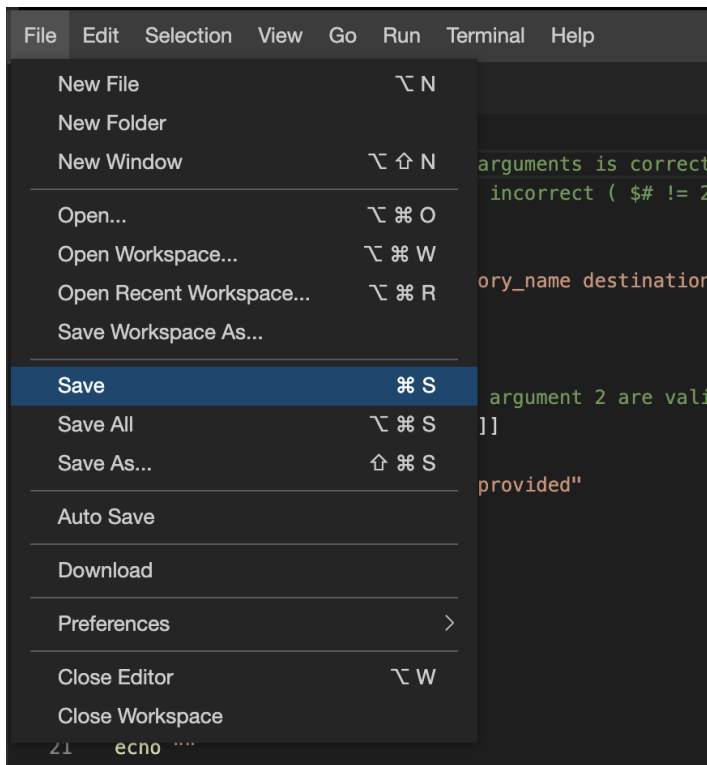 File Edit Selection View Go Run Terminal Help
New File ⌥ N
New Folder
New Window ⌥ ⇧ N
arguments is correct
incorrect ( $# != 2
Open... ⌥ ⌘ O
Open Workspace... ⌥ ⌘ W
ory_name destination
Open Recent Workspace... ⌥ ⌘ R
Save Workspace As...
Save ⌘ S
argument 2 are vali
Save All ⌥ ⌘ S
]]
Save As... ⇧ ⌘ S
provided"
Auto Save
Download
Preferences
Close Editor ⌥ W
Close Workspace
21 echo ""